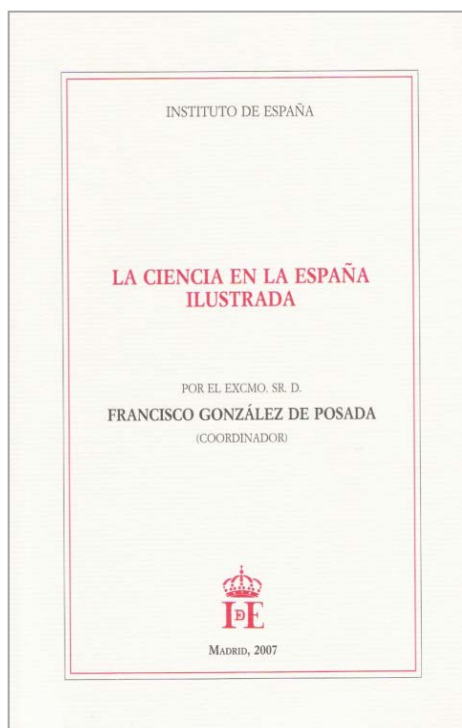 INSTITUTO DE ESPAÑA
LA CIENCIA EN LA ESPAÑA
ILUSTRADA
POR EL EXCMO. SR. D.
FRANCISCO GONZÁLEZ DE POSADA
(COORDINADOR)
IDE
MADRID, 2007